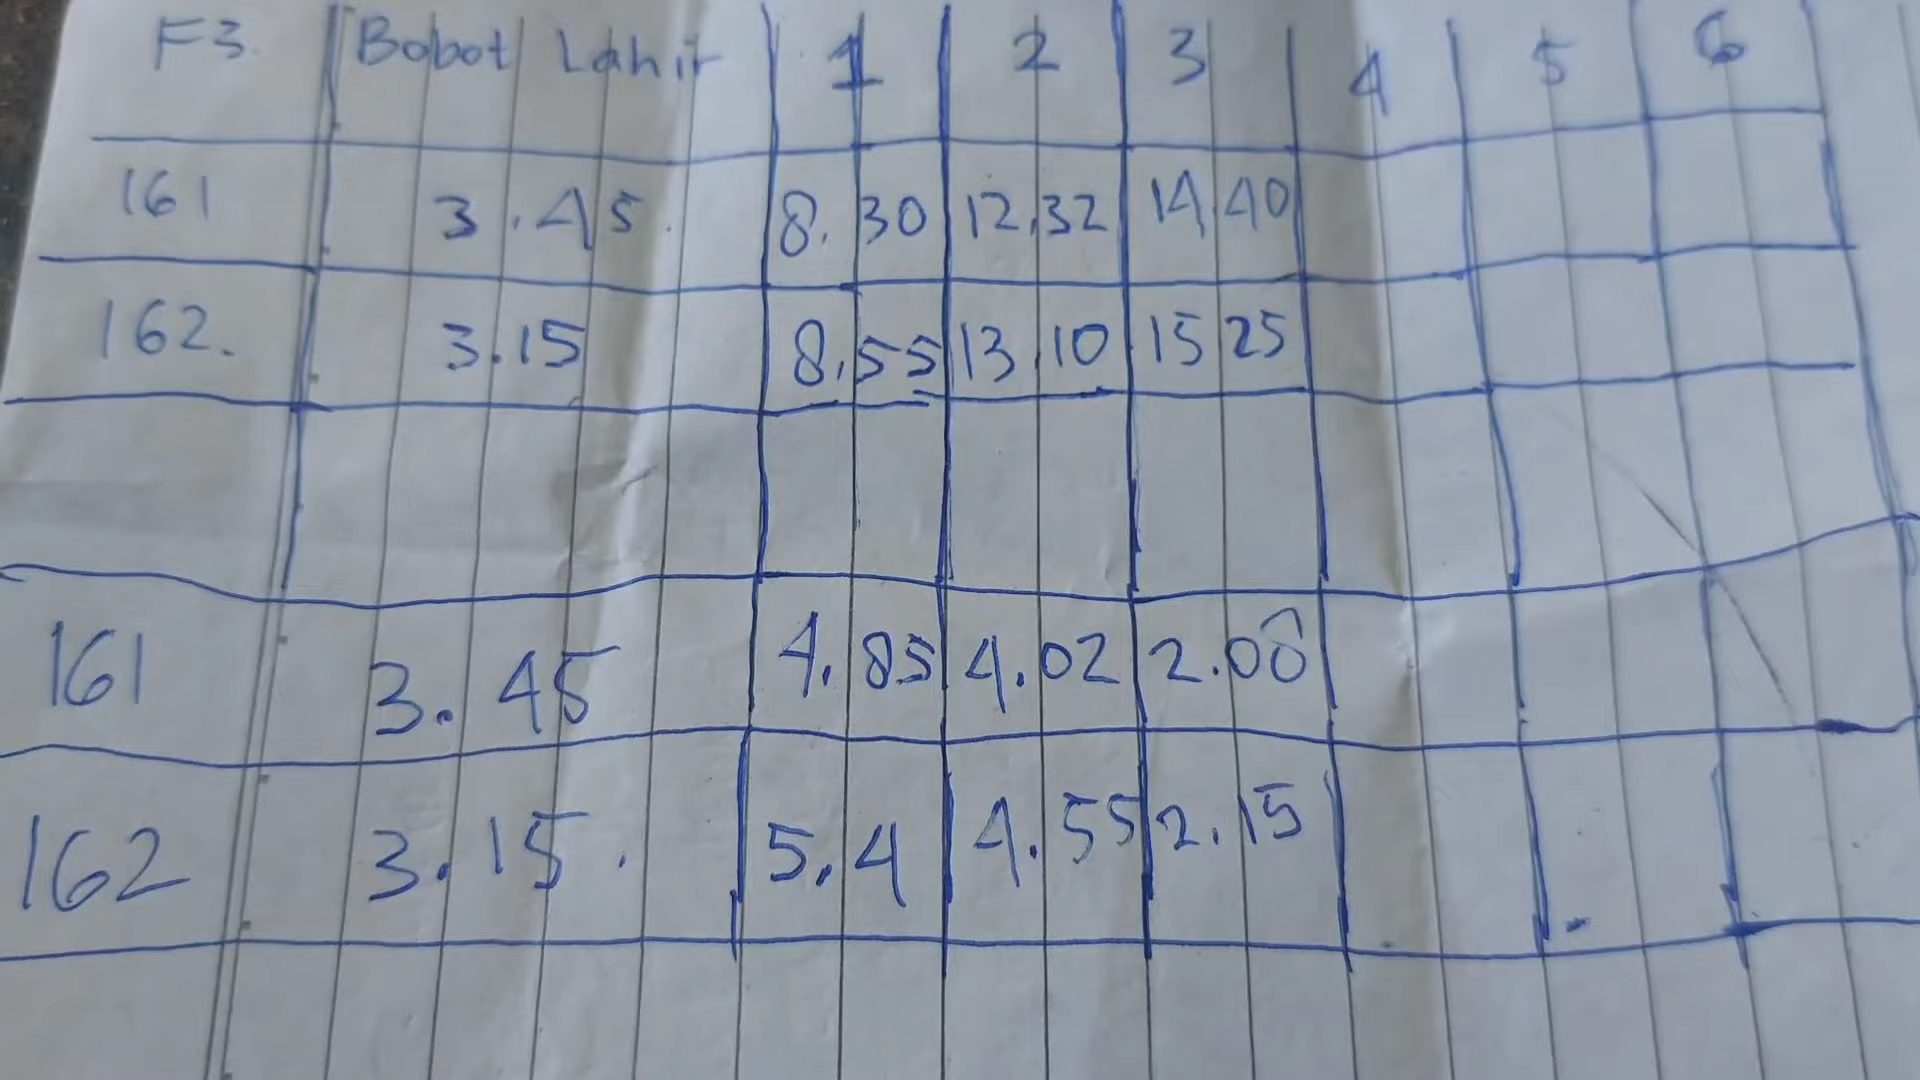 F3. Bobot Lahir 1 2 3 4 5 6
161 3.45. 8.30 12.32 14.40
162. 3.15 8.55 13.10 15 25
161 3.45 4.85 4.02 2.08
162 3.15. 5.4 4.55 2.15